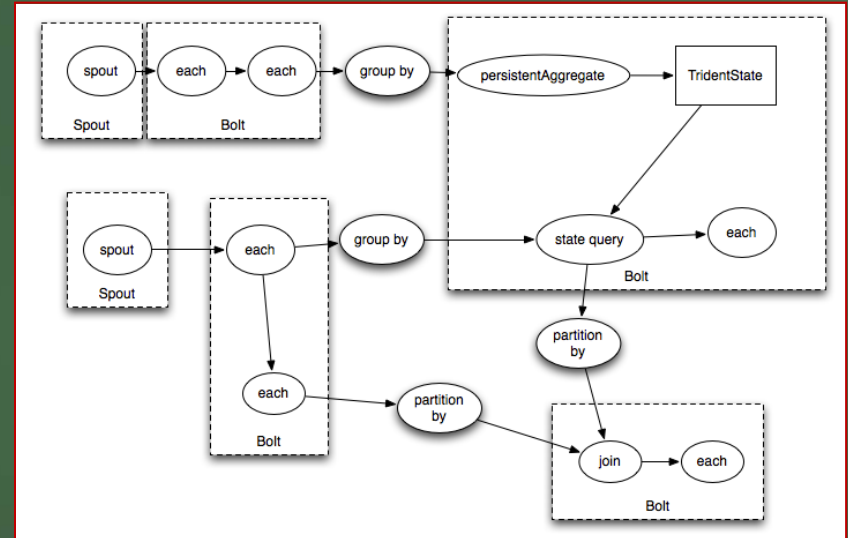 spout
each
each
group by
persistentAggregate
TridentState
Spout
Bolt
spout
each
group by
state query
each
Spout
Bolt
partition
by
each
partition
by
Bolt
join
each
Bolt